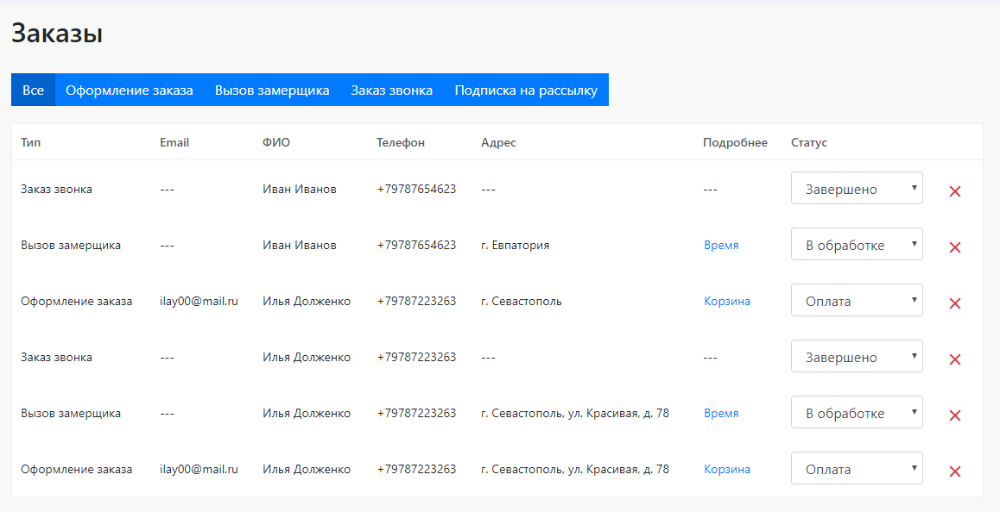 Заказы
Все Оформление заказа Вызов замерщика Заказ звонка Подписка на рассылку
Тип Email ФИО Телефон Адрес Подробнее Статус
Заказ звонка --- Иван Иванов +79787654623 --- --- Завершено
Вызов замерщика --- Иван Иванов +79787654623 г. Евпатория Время В обработке
Оформление заказа ilay00@mail.ru Илья Долженко +79787223263 г. Севастополь Корзина Оплата
Заказ звонка --- Илья Долженко +79787223263 --- --- Завершено
Вызов замерщика --- Илья Долженко +79787223263 г. Севастополь, ул. Красивая, д. 78 Время В обработке
Оформление заказа ilay00@mail.ru Илья Долженко +79787223263 г. Севастополь, ул. Красивая, д. 78 Корзина Оплата